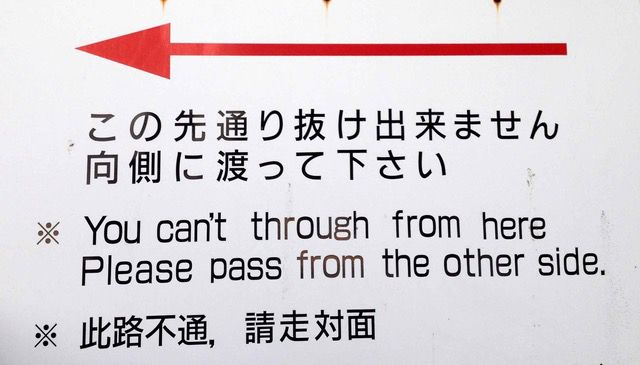 この先通り抜け出来ません
向側に渡って下さい
※ You can't through from here
Please pass from the other side.
※ 此路不通，請走対面